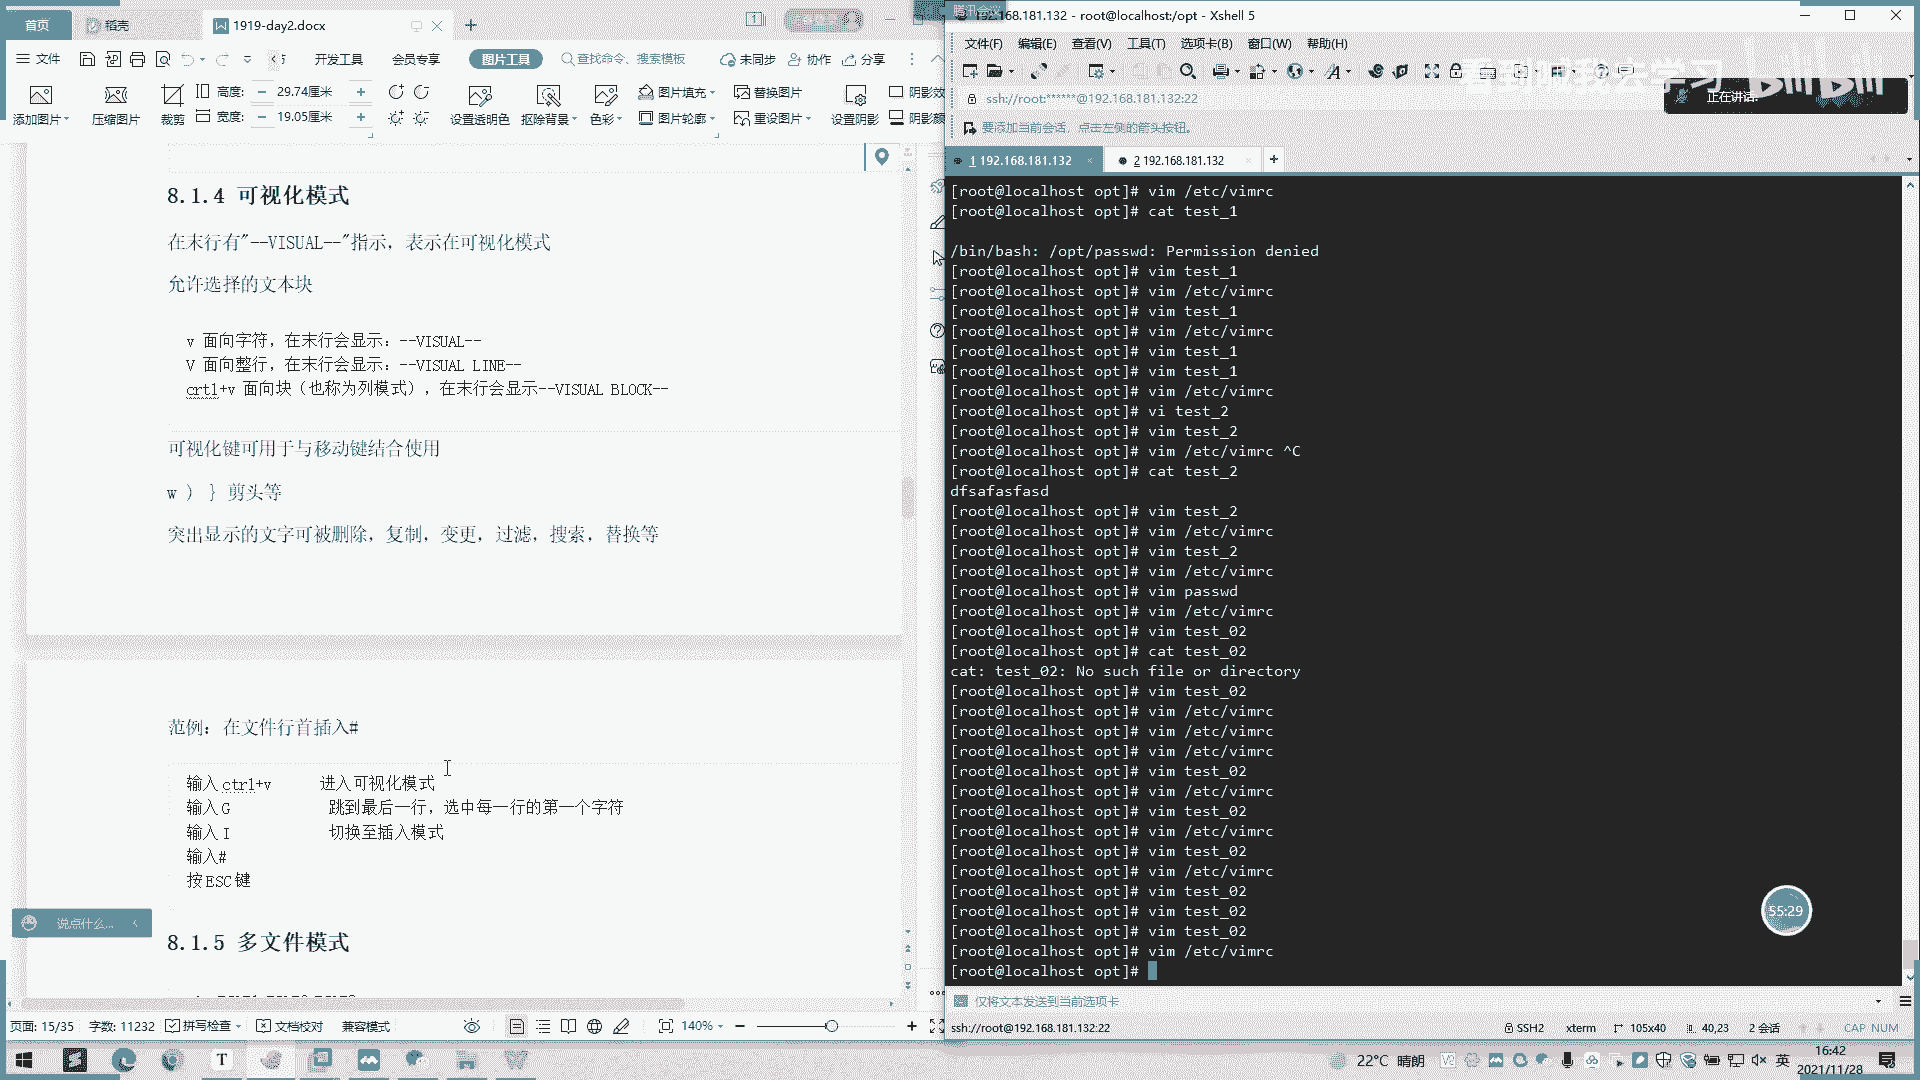 首页
稻壳
1919-day2.docx
文件
开发工具
会员专享
图片工具
查找命令、搜索模板
未同步
协作
分享
添加图片
压缩图片
裁剪
高度:
29.74厘米
宽度:
19.05厘米
设置透明色
抠除背景
色彩
图片填充
图片轮廓
替换图片
重设图片
设置阴影
阴影效
阴影颜
8.1.4 可视化模式
在末行有"--VISUAL--"指示，表示在可视化模式
允许选择的文本块
v 面向字符，在末行会显示：--VISUAL--
V 面向整行，在末行会显示：--VISUAL LINE--
crtl+v 面向块（也称为列模式），在末行会显示--VISUAL BLOCK--
可视化键可用于与移动键结合使用
w ) } 剪头等
突出显示的文字可被删除，复制，变更，过滤，搜索，替换等
范例：在文件行首插入#
输入ctrl+v 进入可视化模式
输入G 跳到最后一行，选中每一行的第一个字符
输入I 切换至插入模式
输入#
按ESC键
说点什么...
8.1.5 多文件模式
页面: 15/35
字数: 11232
拼写检查
文档校对
兼容模式
140%
192.168.181.132 - root@localhost:/opt - Xshell 5
文件(F) 编辑(E) 查看(V) 工具(T) 选项卡(B) 窗口(W) 帮助(H)
ssh://root:******@192.168.181.132:22
正在讲话:
要添加当前会话，点击左侧的箭头按钮。
1 192.168.181.132
2 192.168.181.132
[root@localhost opt]# vim /etc/vimrc
[root@localhost opt]# cat test_1
/bin/bash: /opt/passwd: Permission denied
[root@localhost opt]# vim test_1
[root@localhost opt]# vim /etc/vimrc
[root@localhost opt]# vim test_1
[root@localhost opt]# vim /etc/vimrc
[root@localhost opt]# vim test_1
[root@localhost opt]# vim test_1
[root@localhost opt]# vim /etc/vimrc
[root@localhost opt]# vi test_2
[root@localhost opt]# vim test_2
[root@localhost opt]# vim /etc/vimrc ^C
[root@localhost opt]# cat test_2
dfsafasfasd
[root@localhost opt]# vim test_2
[root@localhost opt]# vim /etc/vimrc
[root@localhost opt]# vim test_2
[root@localhost opt]# vim /etc/vimrc
[root@localhost opt]# vim passwd
[root@localhost opt]# vim /etc/vimrc
[root@localhost opt]# vim test_02
[root@localhost opt]# cat test_02
cat: test_02: No such file or directory
[root@localhost opt]# vim test_02
[root@localhost opt]# vim /etc/vimrc
[root@localhost opt]# vim /etc/vimrc
[root@localhost opt]# vim /etc/vimrc
[root@localhost opt]# vim test_02
[root@localhost opt]# vim /etc/vimrc
[root@localhost opt]# vim test_02
[root@localhost opt]# vim /etc/vimrc
[root@localhost opt]# vim test_02
[root@localhost opt]# vim /etc/vimrc
[root@localhost opt]# vim test_02
[root@localhost opt]# vim test_02
[root@localhost opt]# vim test_02
[root@localhost opt]# vim /etc/vimrc
[root@localhost opt]#
55:29
仅将文本发送到当前选项卡
ssh://root@192.168.181.132:22
SSH2
xterm
105x40
40,23
2 会话
CAP NUM
22°C 晴朗
英
16:42
2021/11/28